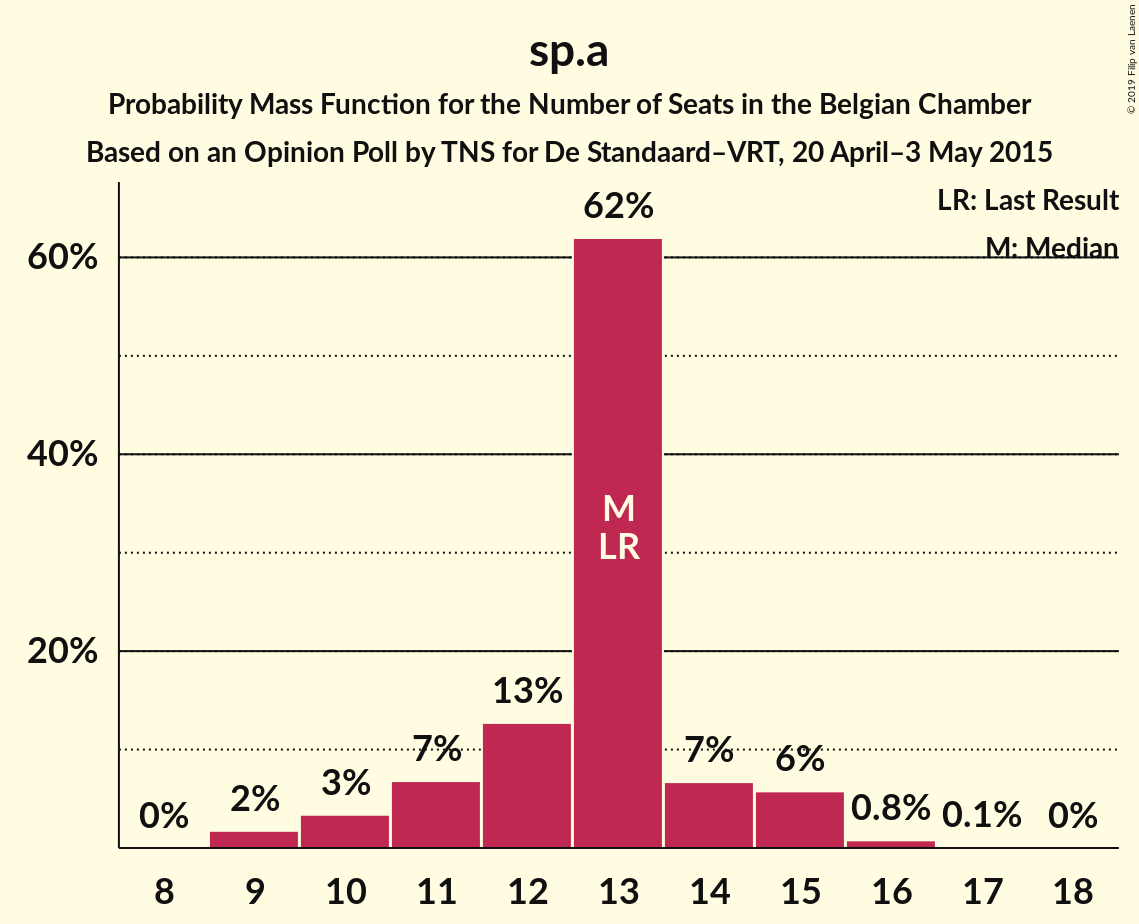 sp.a
Probability Mass Function for the Number of Seats in the Belgian Chamber
Based on an Opinion Poll by TNS for De Standaard–VRT, 20 April–3 May 2015
© 2019 Filip van Laenen
LR: Last Result
M: Median
60%
40%
20%
0%
2%
3%
7%
13%
62%
7%
6%
0.8%
0.1%
0%
M
LR
8 9 10 11 12 13 14 15 16 17 18